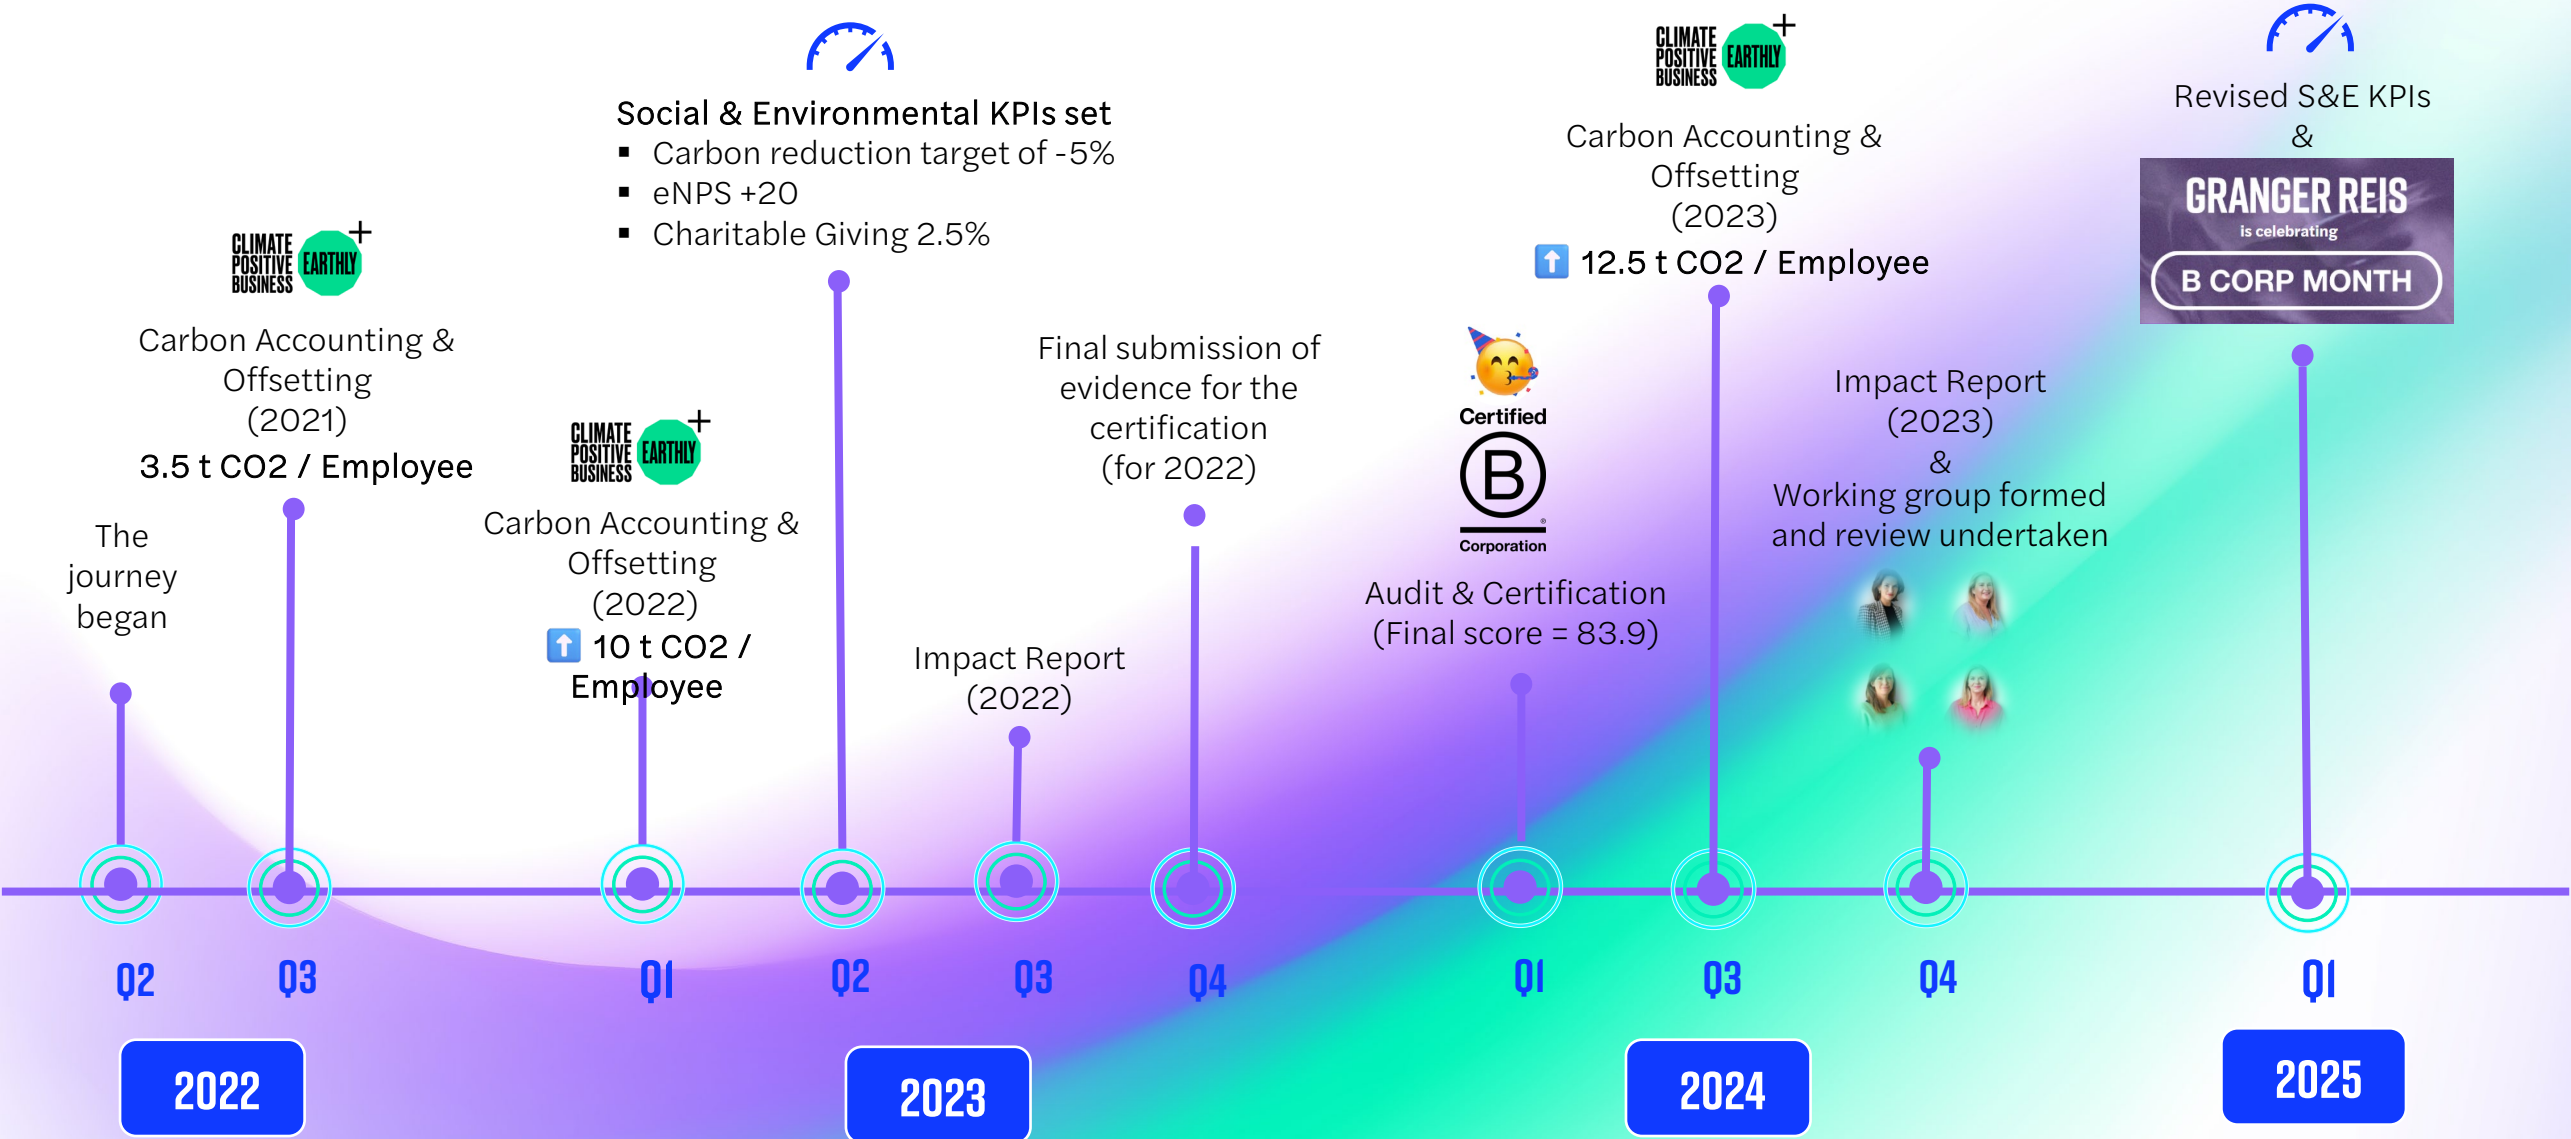 The
journey
began
CLIMATE
POSITIVE
BUSINESS
EARTHLY
+
Carbon Accounting &
Offsetting
(2021)
3.5 t CO2 / Employee
CLIMATE
POSITIVE
BUSINESS
EARTHLY
+
Carbon Accounting &
Offsetting
(2022)
⬆ 10 t CO2 /
Employee
Social & Environmental KPIs set
▪ Carbon reduction target of -5%
▪ eNPS +20
▪ Charitable Giving 2.5%
Impact Report
(2022)
Final submission of
evidence for the
certification
(for 2022)
Certified
B
®
Corporation
Audit & Certification
(Final score = 83.9)
CLIMATE
POSITIVE
BUSINESS
EARTHLY
+
Carbon Accounting &
Offsetting
(2023)
⬆ 12.5 t CO2 / Employee
Impact Report
(2023)
&
Working group formed
and review undertaken
Revised S&E KPIs
&
GRANGER REIS
is celebrating
B CORP MONTH
Q2
Q3
Q1
Q2
Q3
Q4
Q1
Q3
Q4
Q1
2022
2023
2024
2025